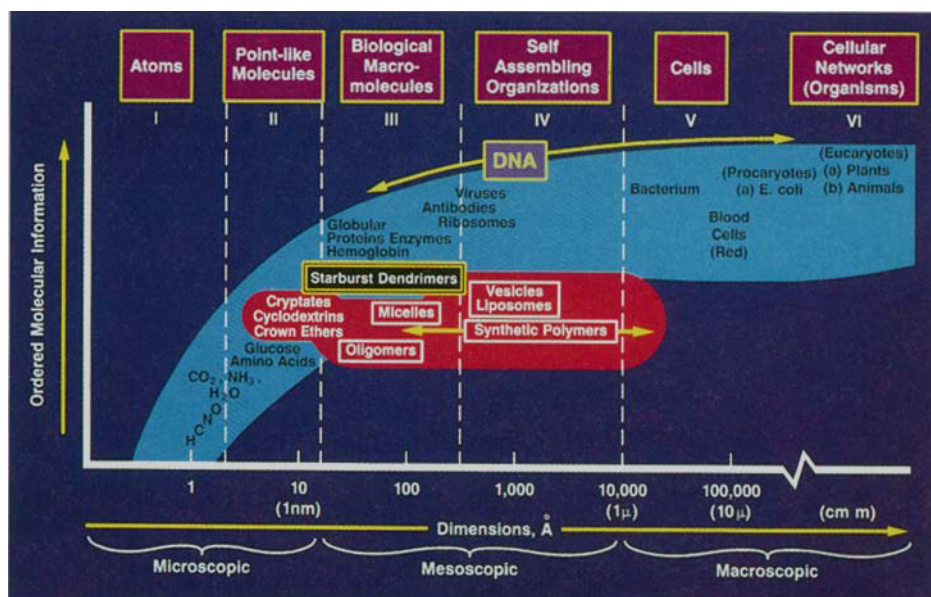 Atoms
Point-like
Molecules
Biological
Macro-
molecules
Self
Assembling
Organizations
Cells
Cellular
Networks
(Organisms)
I
II
III
IV
V
VI
Ordered Molecular Information
DNA
Viruses
Antibodies
Ribosomes
Globular
Proteins Enzymes
Hemoglobin
Bacterium
(Procaryotes)
(a) E. coli
(Eucaryotes)
(a) Plants
(b) Animals
Blood
Cells
(Red)
Starburst Dendrimers
Cryptates
Cyclodextrins
Crown Ethers
Micelles
Vesicles
Liposomes
Synthetic Polymers
Oligomers
Glucose
Amino Acids
CO₂, NH₃,
H₂O
H C N O
1
10
100
1,000
10,000
100,000
(1nm)
(1μ)
(10μ)
(cm m)
Dimensions, Å
Microscopic
Mesoscopic
Macroscopic